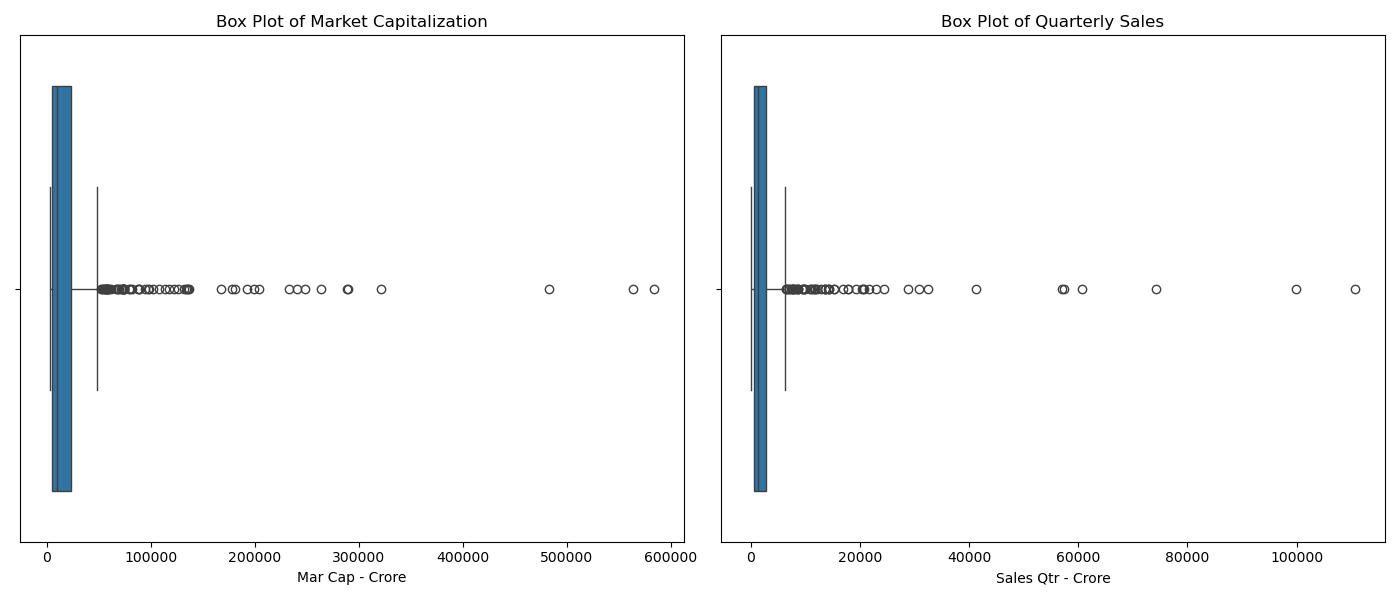 Box Plot of Market Capitalization
0 100000 200000 300000 400000 500000 600000
Mar Cap - Crore
Box Plot of Quarterly Sales
0 20000 40000 60000 80000 100000
Sales Qtr - Crore